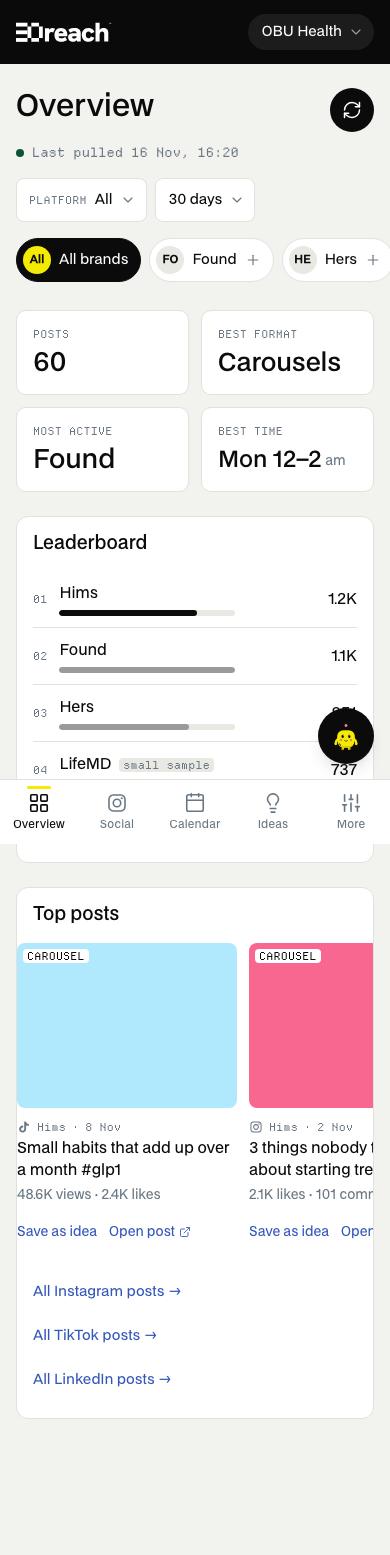 reach
OBU Health
Overview
Last pulled 16 Nov, 16:20
PLATFORM All
30 days
All All brands
FO Found
HE Hers
POSTS
60
BEST FORMAT
Carousels
MOST ACTIVE
Found
BEST TIME
Mon 12–2 am
Leaderboard
01 Hims 1.2K
02 Found 1.1K
03 Hers
04 LifeMD small sample 737
Overview
Social
Calendar
Ideas
More
Top posts
CAROUSEL
Hims · 8 Nov
Small habits that add up over
a month #glp1
48.6K views · 2.4K likes
Save as idea Open post
CAROUSEL
Hims · 2 Nov
3 things nobody
about starting
2.1K likes · 101
Save as idea
All Instagram posts →
All TikTok posts →
All LinkedIn posts →